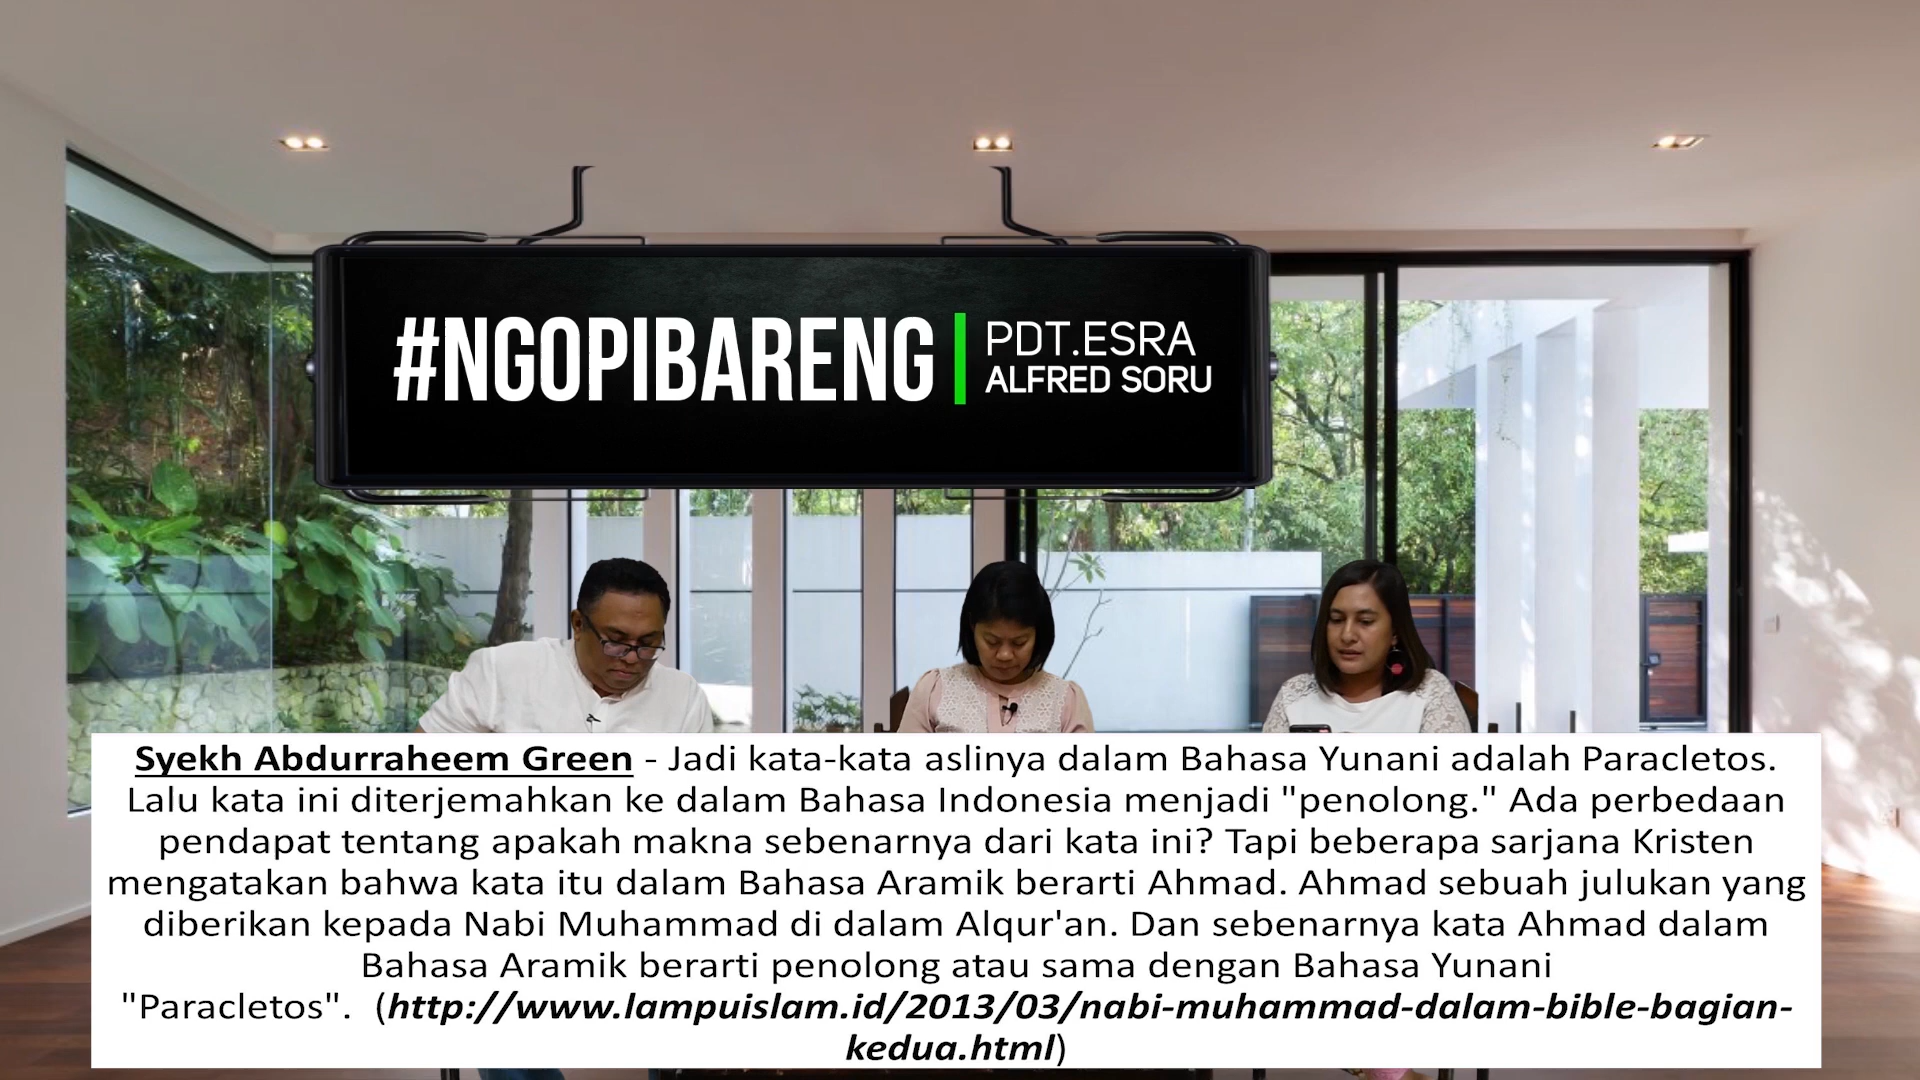 #NGOPIBARENG
PDT.ESRA
ALFRED SORU
Syekh Abdurraheem Green - Jadi kata-kata aslinya dalam Bahasa Yunani adalah Paracletos.
Lalu kata ini diterjemahkan ke dalam Bahasa Indonesia menjadi "penolong." Ada perbedaan
pendapat tentang apakah makna sebenarnya dari kata ini? Tapi beberapa sarjana Kristen
mengatakan bahwa kata itu dalam Bahasa Aramik berarti Ahmad. Ahmad sebuah julukan yang
diberikan kepada Nabi Muhammad di dalam Alqur'an. Dan sebenarnya kata Ahmad dalam
Bahasa Aramik berarti penolong atau sama dengan Bahasa Yunani
"Paracletos". (http://www.lampuislam.id/2013/03/nabi-muhammad-dalam-bible-bagian-
kedua.html)